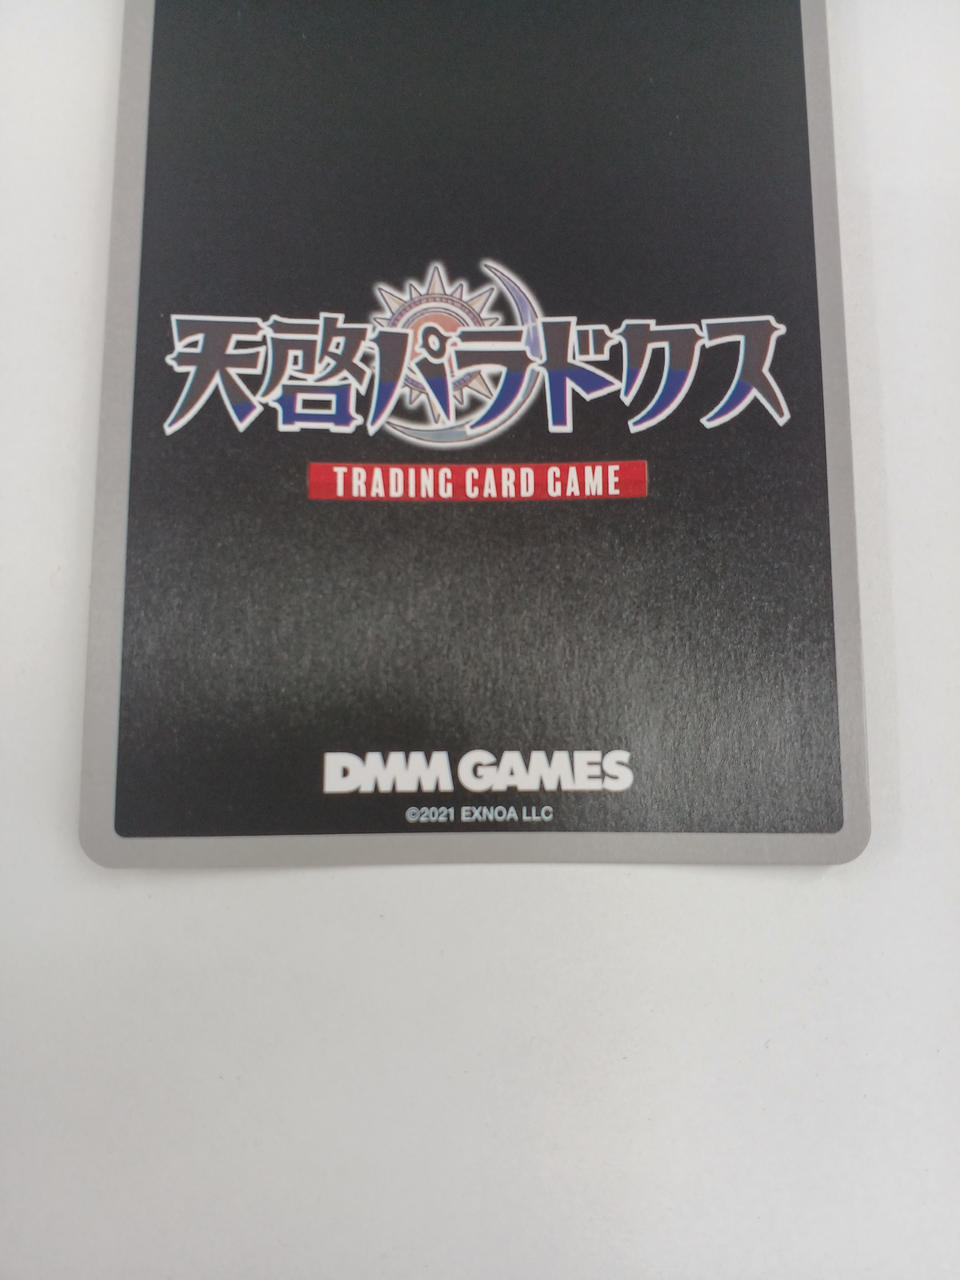 天啓パラドクス
TRADING CARD GAME
DMM GAMES
©2021 EXNOA LLC